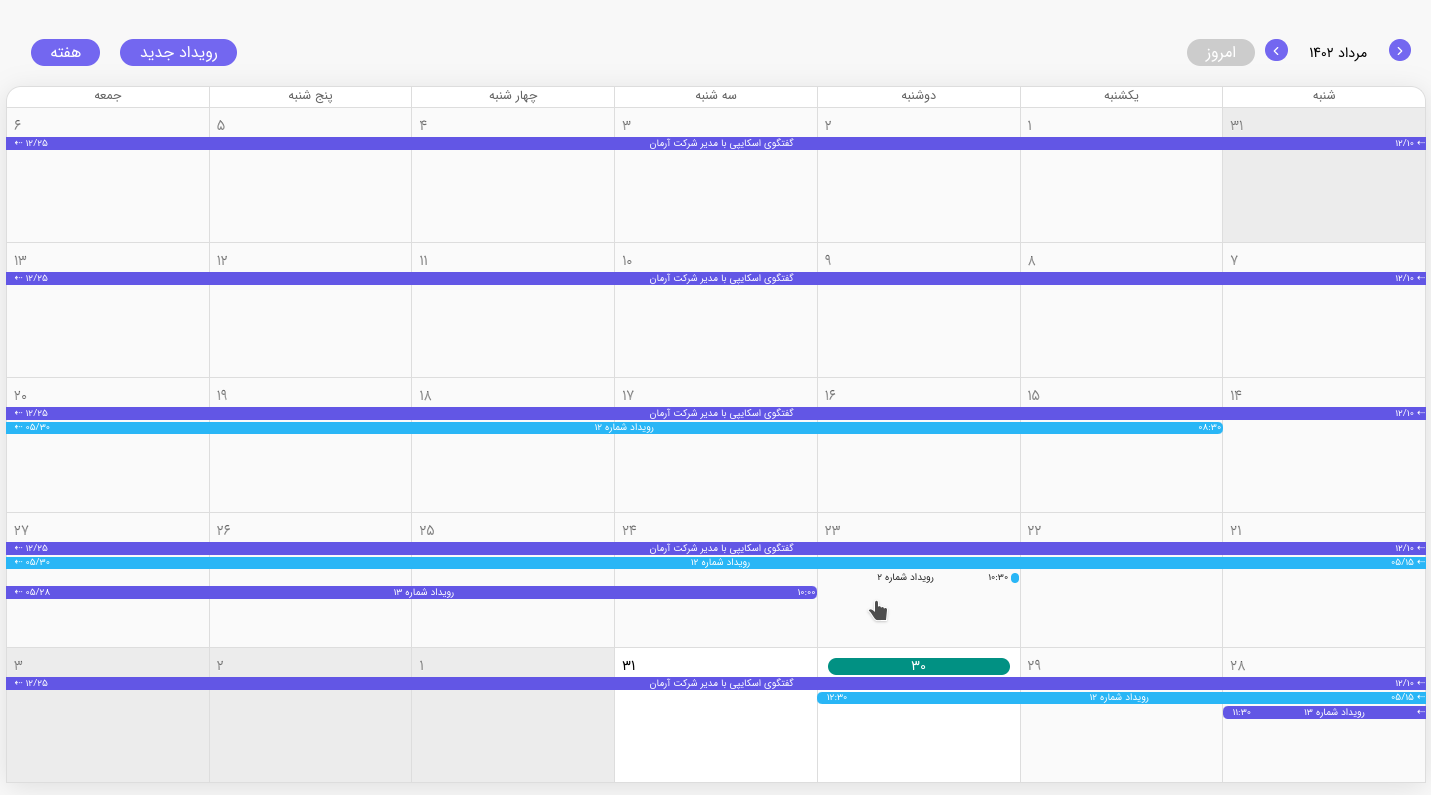 مرداد ۱۴۰۲ امروز رویداد جدید هفته
شنبه یکشنبه دوشنبه سه شنبه چهار شنبه پنج شنبه جمعه
۳۱ ۱ ۲ ۳ ۴ ۵ ۶
۱۲/۱۰ گفتگوی اسکایپی با مدیر شرکت آرمان ۱۲/۲۵
۷ ۸ ۹ ۱۰ ۱۱ ۱۲ ۱۳
۱۲/۱۰ گفتگوی اسکایپی با مدیر شرکت آرمان ۱۲/۲۵
۱۴ ۱۵ ۱۶ ۱۷ ۱۸ ۱۹ ۲۰
۱۲/۱۰ گفتگوی اسکایپی با مدیر شرکت آرمان ۱۲/۲۵
۰۸:۳۰ رویداد شماره ۱۲ ۰۵/۳۰
۲۱ ۲۲ ۲۳ ۲۴ ۲۵ ۲۶ ۲۷
۱۲/۱۰ گفتگوی اسکایپی با مدیر شرکت آرمان ۱۲/۲۵
۰۵/۱۵ رویداد شماره ۱۲ ۰۵/۳۰
۱۰:۳۰ رویداد شماره ۲
۱۰:۰۰ رویداد شماره ۱۳ ۰۵/۲۸
۲۸ ۲۹ ۳۰ ۳۱ ۱ ۲ ۳
۱۲/۱۰ گفتگوی اسکایپی با مدیر شرکت آرمان ۱۲/۲۵
۰۵/۱۵ رویداد شماره ۱۲ ۱۲:۳۰
رویداد شماره ۱۳ ۱۱:۳۰